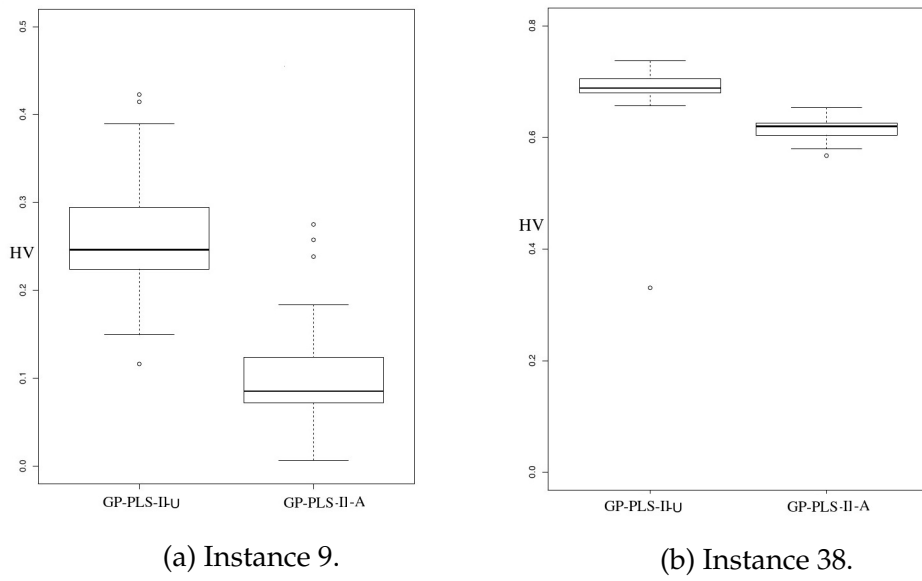 0.5
0.4
0.3
HV
0.2
0.1
0.0
GP-PLS-II-U GP-PLS-II-A
(a) Instance 9.
0.8
0.6
HV
0.4
0.2
0.0
GP-PLS-II-U GP-PLS-II-A
(b) Instance 38.